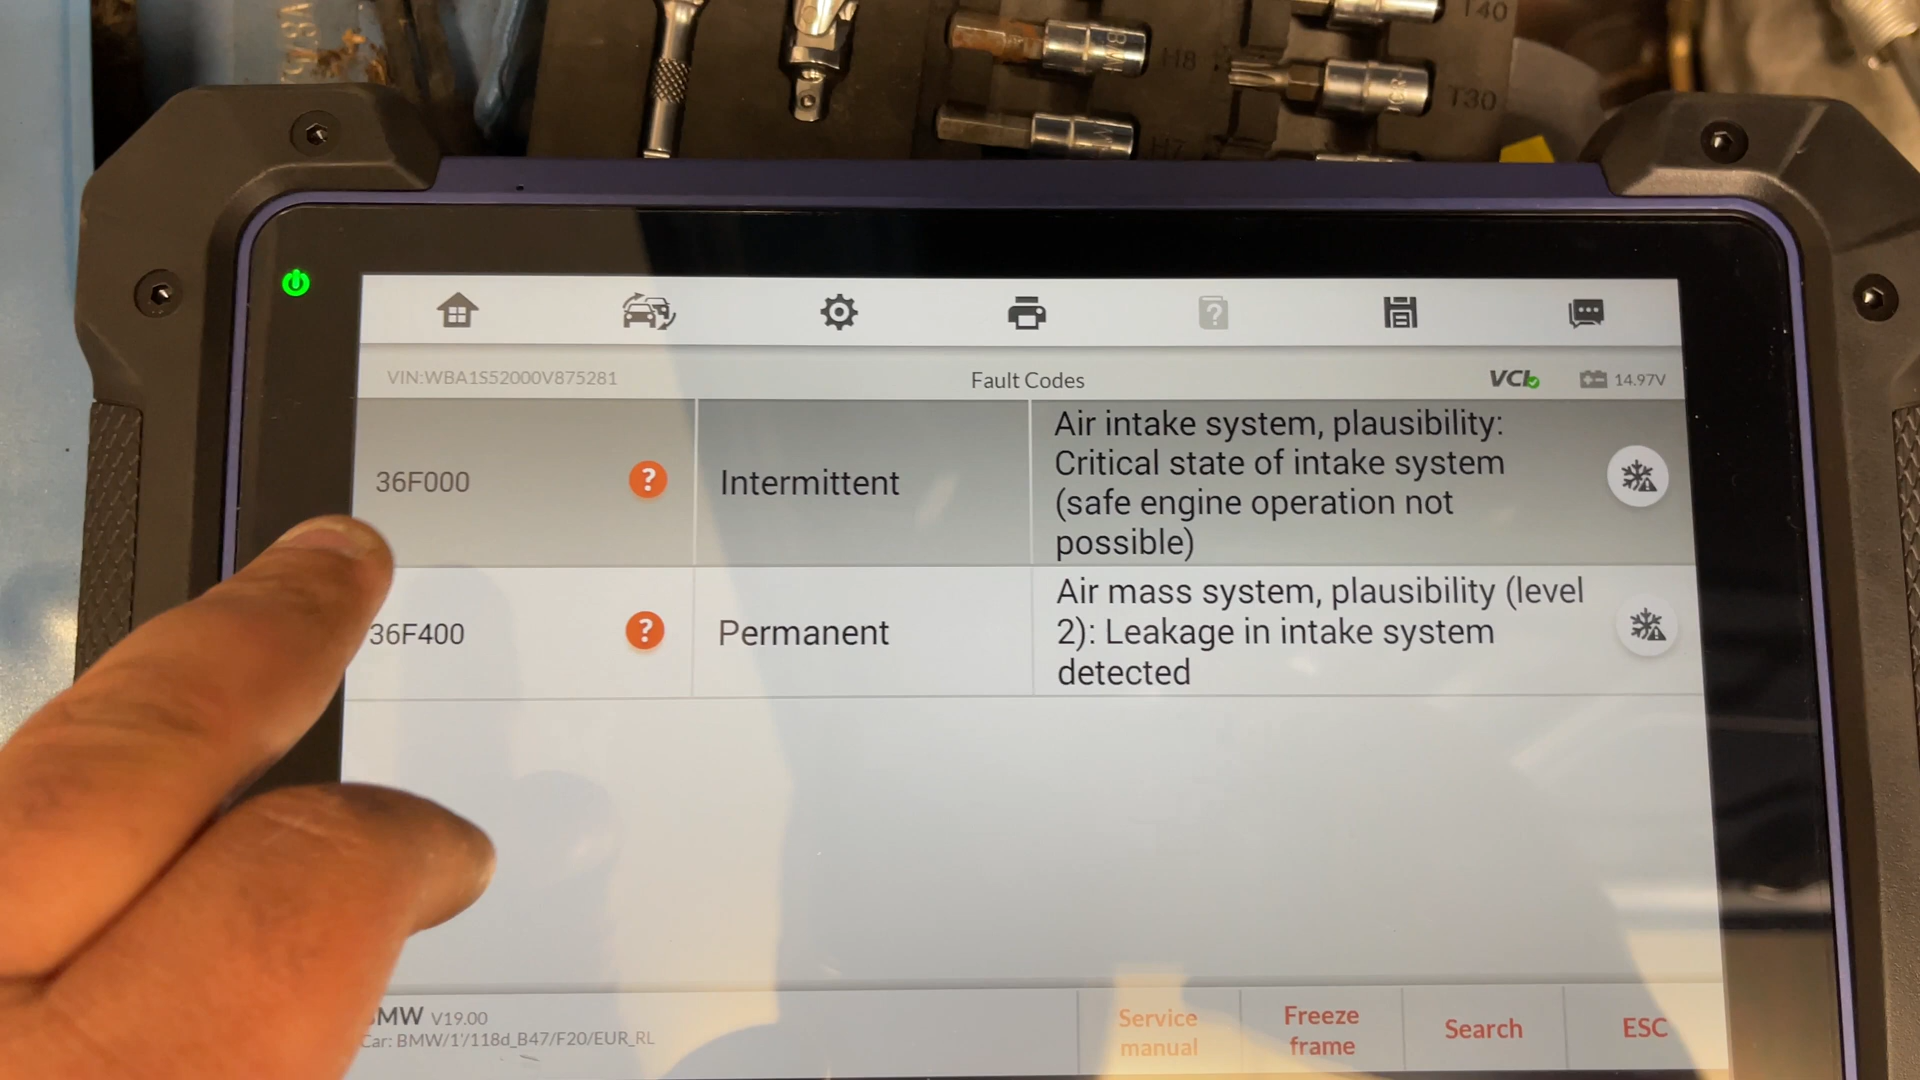 T40
H8
T30
H7
VIN:WBA1S52000V875281
Fault Codes
VCI
14.97V
36F000
?
Intermittent
Air intake system, plausibility:
Critical state of intake system
(safe engine operation not
possible)
36F400
?
Permanent
Air mass system, plausibility (level
2): Leakage in intake system
detected
BMW V19.00
Car: BMW/1'/118d_B47/F20/EUR_RL
Service
manual
Freeze
frame
Search
ESC